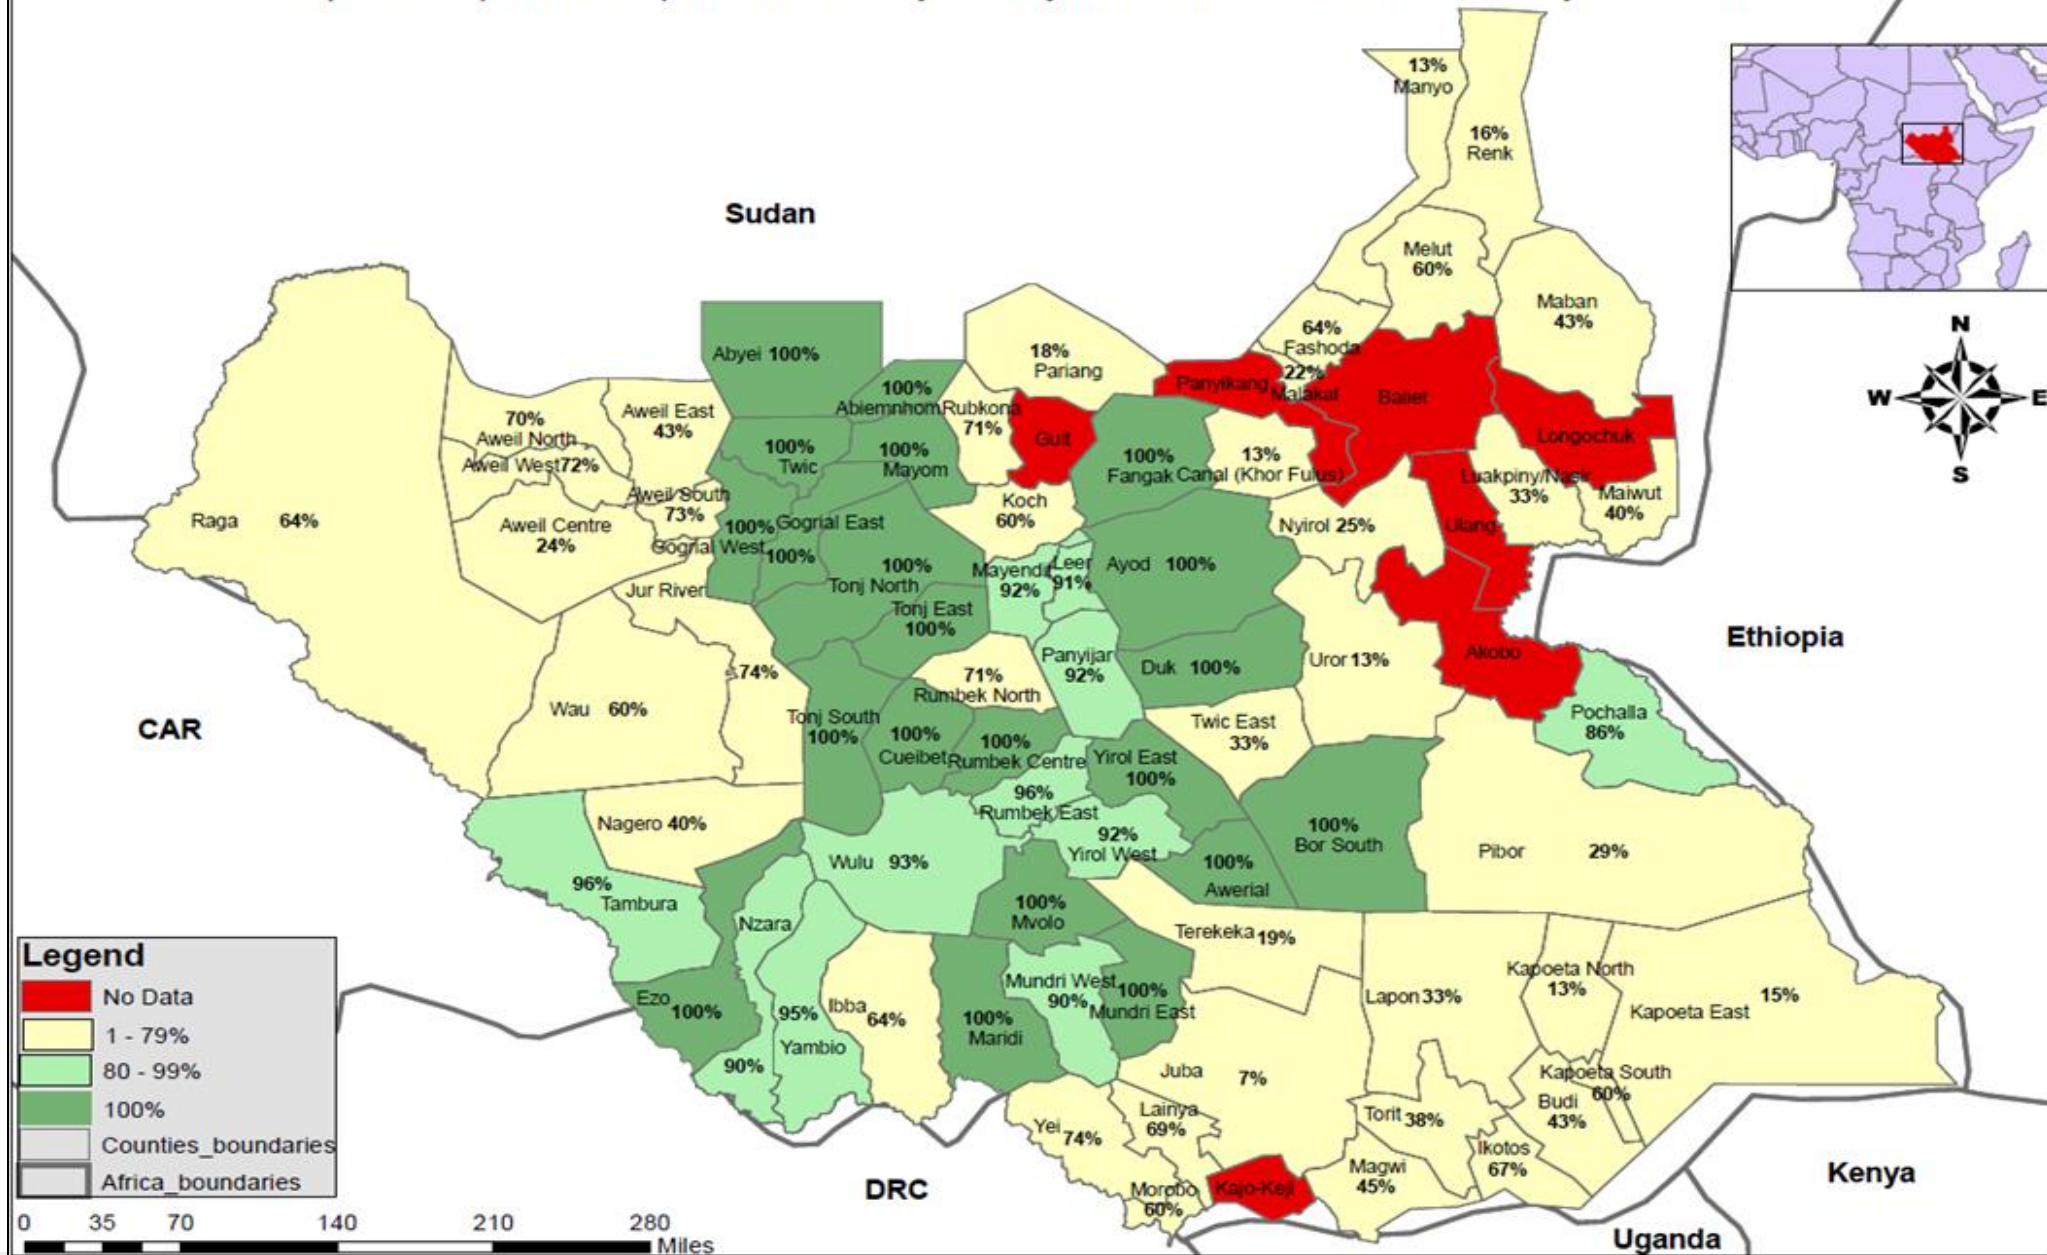 13%
Manyo
16%
Renk
Sudan
Melut
60%
Maban
43%
N
W
E
S
64%
Fashoda
22%
Malakal
Panyikang
Baliet
Longochuk
Abyei 100%
18%
Pariang
100%
Abiemnhom
Rubkona
71%
Guit
70%
Aweil North
Aweil East
43%
Aweil West 72%
100%
Twic
100%
Mayom
100%
Fangak
13%
Canal (Khor Fulus)
Luakpiny/Nasir
33%
Maiwut
40%
Raga 64%
Aweil Centre
24%
Aweil South
73%
Gogrial West
100%
Gogrial East
100%
Koch
60%
Nyirol 25%
Ulang
Jur River
74%
100%
Tonj North
Tonj East
100%
Mayendit
92%
Leer
91%
Ayod 100%
Ethiopia
Akobo
CAR
Wau 60%
Tonj South
100%
71%
Rumbek North
Panyijar
92%
Duk 100%
Uror 13%
Pochalla
86%
100%
Cueibet
100%
Rumbek Centre
Yirol East
100%
Twic East
33%
Nagero 40%
96%
Rumbek East
92%
Yirol West
Wulu 93%
100%
Awerial
100%
Bor South
Pibor 29%
96%
Tambura
Nzara
90%
100%
Mvolo
Terekeka 19%
Ezo 100%
95%
Yambio
Ibba 64%
100%
Maridi
Mundri West
90%
100%
Mundri East
Lapon 33%
Kapoeta North
13%
Kapoeta East 15%
Juba 7%
Kapoeta South
60%
Budi
43%
Yei 74%
Lainya
69%
Torit 38%
Ikotos
67%
Magwi
45%
Morobo
60%
Kajo-Keji
DRC
Kenya
Uganda
Legend
No Data
1 - 79%
80 - 99%
100%
Counties_boundaries
Africa_boundaries
0 35 70 140 210 280
Miles